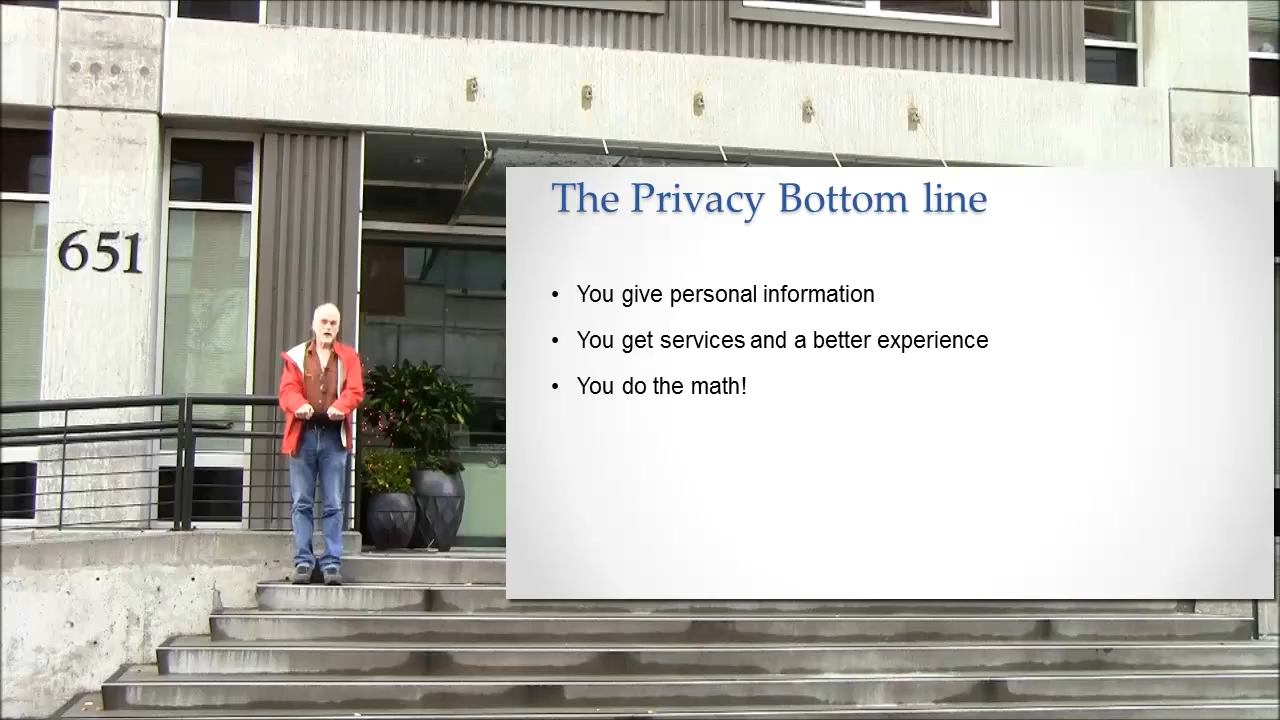 651
The Privacy Bottom line
• You give personal information
• You get services and a better experience
• You do the math!